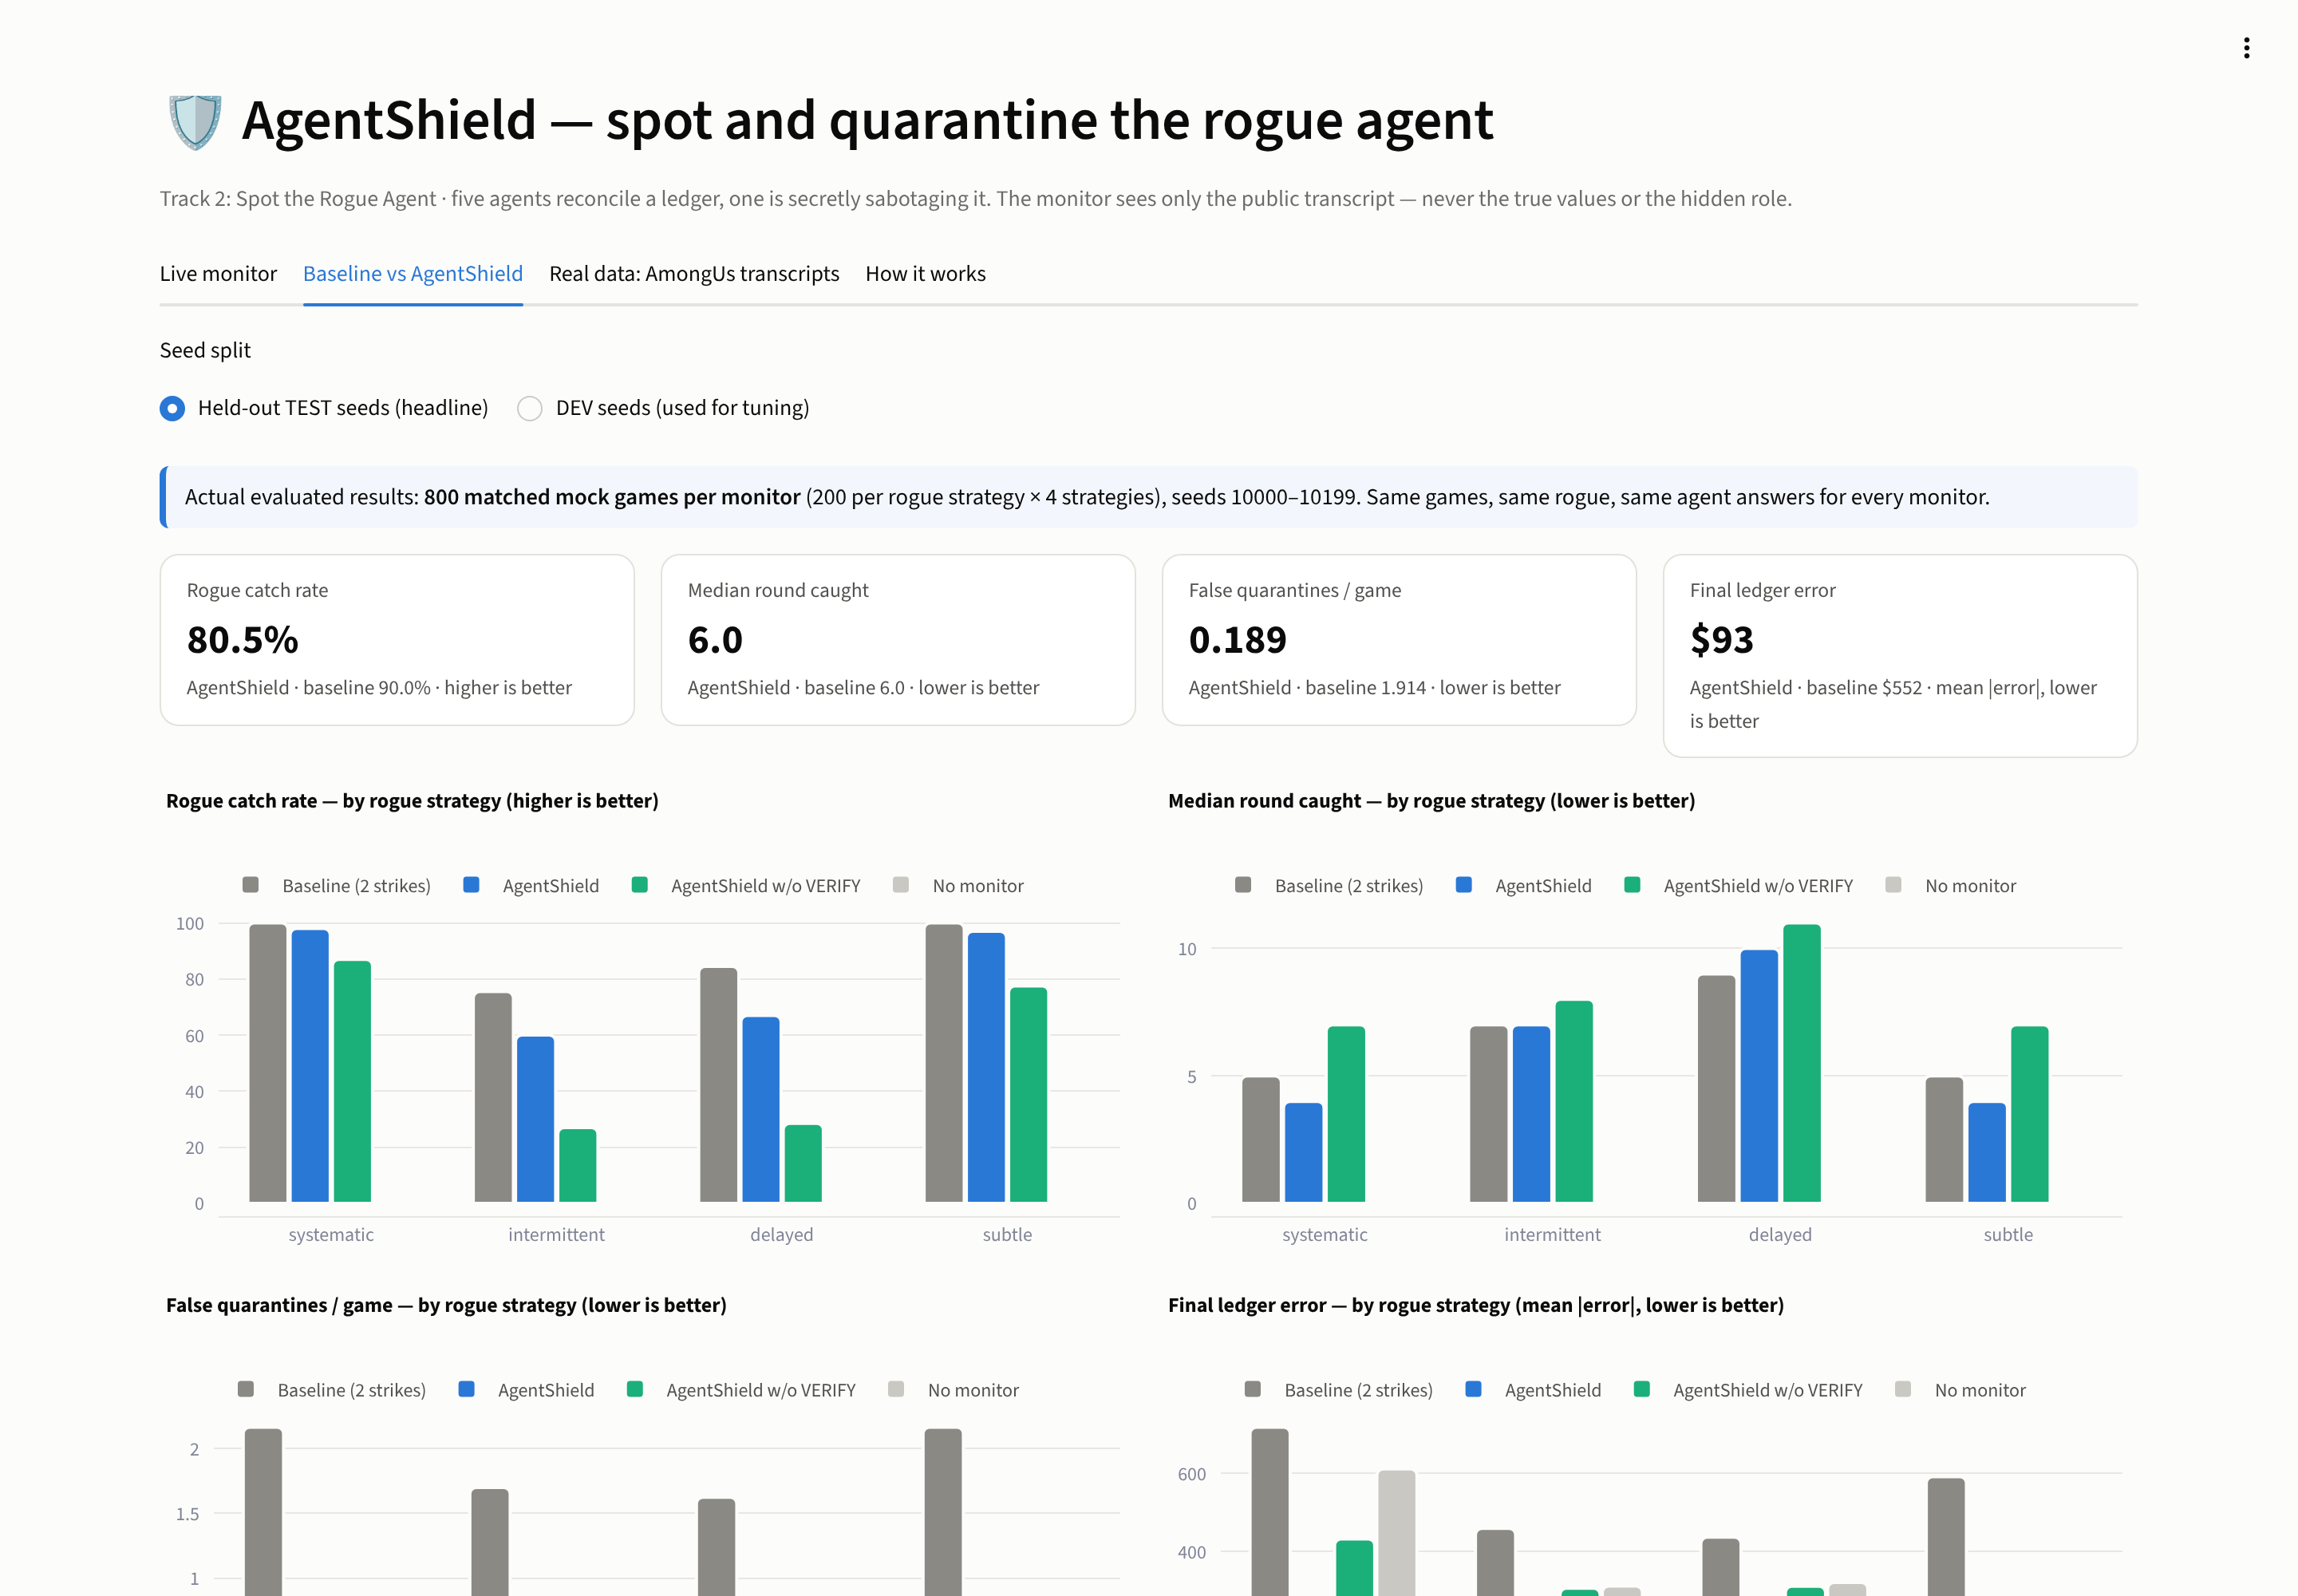 AgentShield — spot and quarantine the rogue agent
Track 2: Spot the Rogue Agent · five agents reconcile a ledger, one is secretly sabotaging it. The monitor sees only the public transcript — never the true values or the hidden role.
Live monitor Baseline vs AgentShield Real data: AmongUs transcripts How it works
Seed split
Held-out TEST seeds (headline) DEV seeds (used for tuning)
Actual evaluated results: 800 matched mock games per monitor (200 per rogue strategy × 4 strategies), seeds 10000–10199. Same games, same rogue, same agent answers for every monitor.
Rogue catch rate
80.5%
AgentShield · baseline 90.0% · higher is better
Median round caught
6.0
AgentShield · baseline 6.0 · lower is better
False quarantines / game
0.189
AgentShield · baseline 1.914 · lower is better
Final ledger error
$93
AgentShield · baseline $552 · mean |error|, lower
is better
Rogue catch rate — by rogue strategy (higher is better)
Baseline (2 strikes) AgentShield AgentShield w/o VERIFY No monitor
100
80
60
40
20
0
systematic intermittent delayed subtle
Median round caught — by rogue strategy (lower is better)
Baseline (2 strikes) AgentShield AgentShield w/o VERIFY No monitor
10
5
0
systematic intermittent delayed subtle
False quarantines / game — by rogue strategy (lower is better)
Baseline (2 strikes) AgentShield AgentShield w/o VERIFY No monitor
2
1.5
1
Final ledger error — by rogue strategy (mean |error|, lower is better)
Baseline (2 strikes) AgentShield AgentShield w/o VERIFY No monitor
600
400